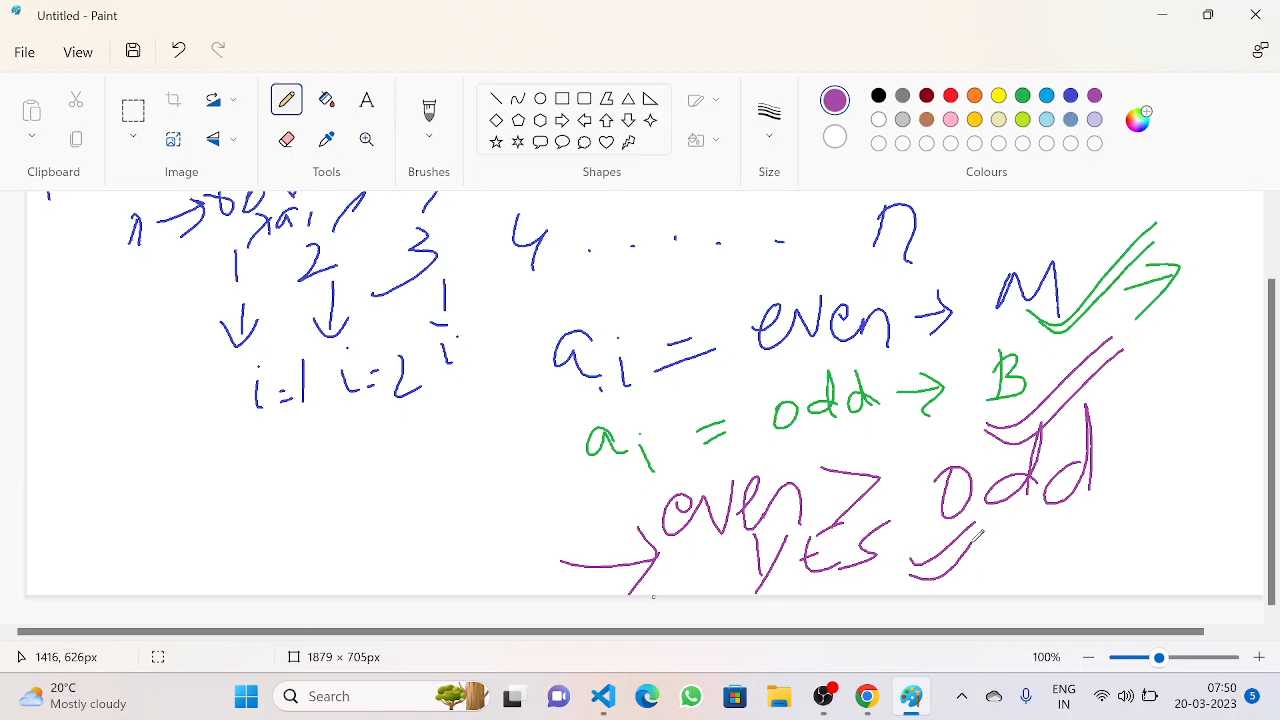 Untitled - Paint
File View
Clipboard
Image
Tools
Brushes
Shapes
Size
Colours
1 2 3 4 . . . . . n
i=1 i=2 i
ai = even → M
ai = odd → B
even > odd
→ YES
1416, 626px
1879 × 705px
100%
20°C
Mostly cloudy
Search
ENG
IN
07:50
20-03-2023
5